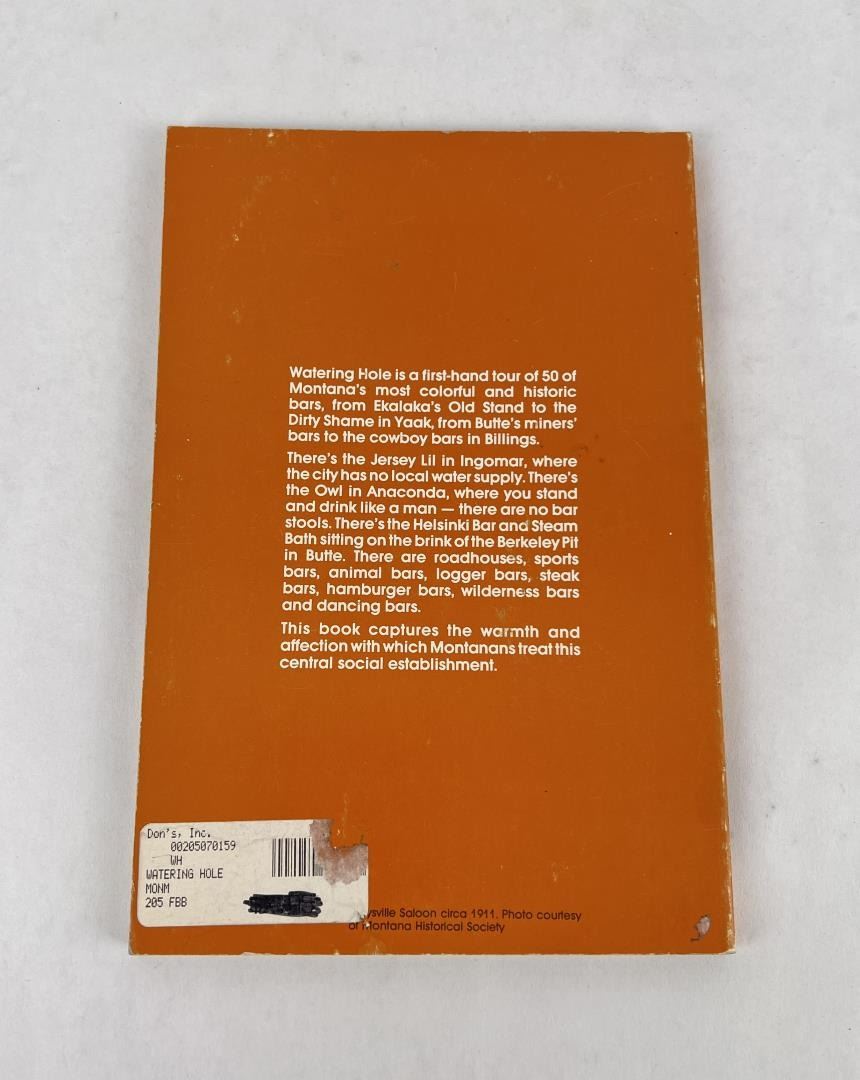 Watering Hole is a first-hand tour of 50 of
Montana's most colorful and historic
bars, from Ekalaka's Old Stand to the
Dirty Shame in Yaak, from Butte's miners'
bars to the cowboy bars in Billings.
There's the Jersey Lil in Ingomar, where
the city has no local water supply. There's
the Owl in Anaconda, where you stand
and drink like a man — there are no bar
stools. There's the Helsinki Bar and Steam
Bath sitting on the brink of the Berkeley Pit
in Butte. There are roadhouses, sports
bars, animal bars, logger bars, steak
bars, hamburger bars, wilderness bars
and dancing bars.
This book captures the warmth and
affection with which Montanans treat this
central social establishment.
Don's, Inc.
00205070159
WH
WATERING HOLE
MONM
205 FBB
Saloon circa 1911. Photo courtesy
of Montana Historical Society